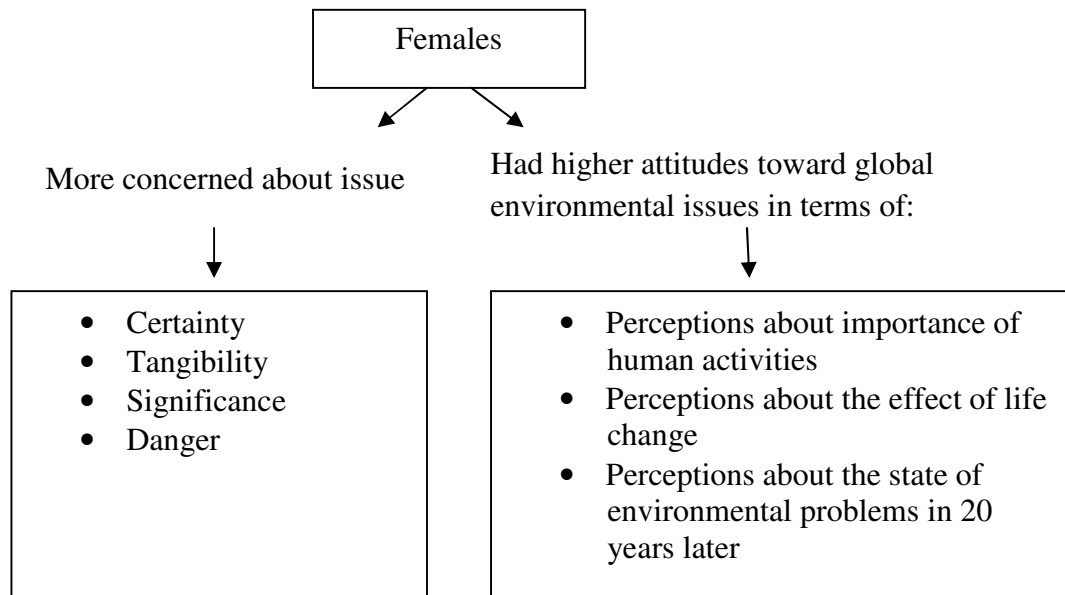 Females
More concerned about issue
Had higher attitudes toward global
environmental issues in terms of:
• Certainty
• Tangibility
• Significance
• Danger
• Perceptions about importance of
human activities
• Perceptions about the effect of life
change
• Perceptions about the state of
environmental problems in 20
years later